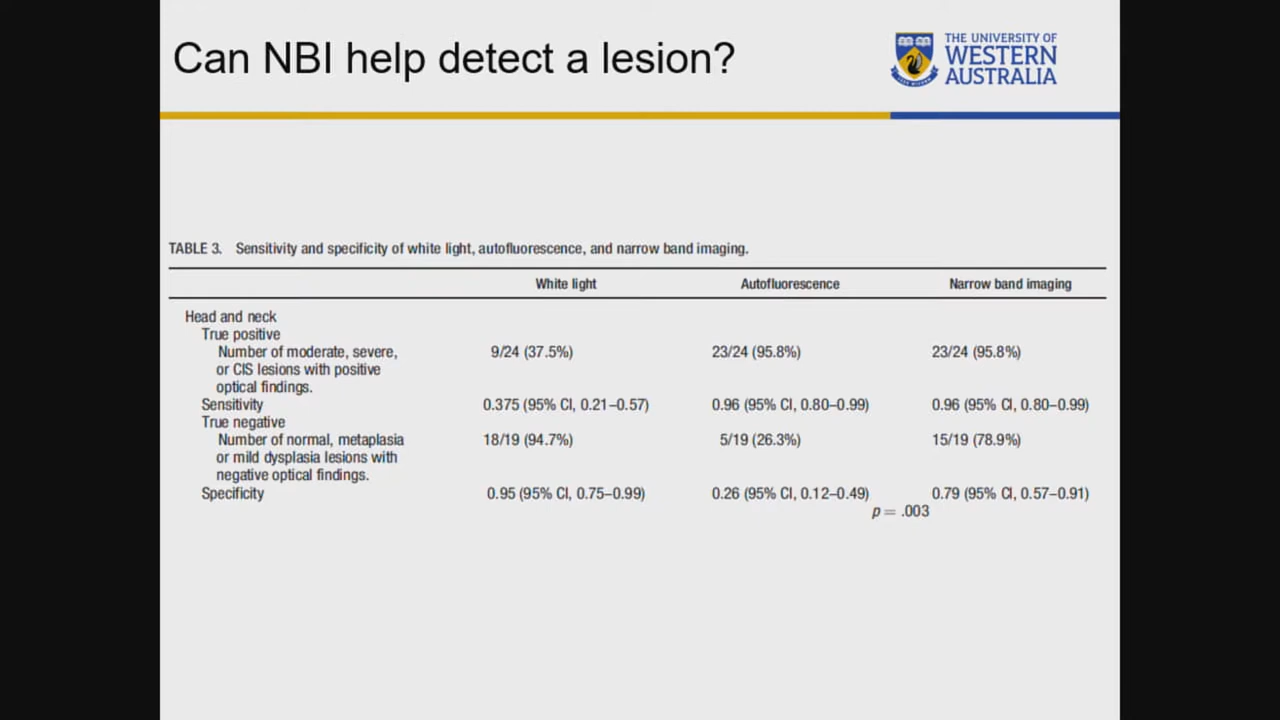 Can NBI help detect a lesion?
THE UNIVERSITY OF
WESTERN
AUSTRALIA
TABLE 3. Sensitivity and specificity of white light, autofluorescence, and narrow band imaging.
White light Autofluorescence Narrow band imaging
Head and neck
True positive
Number of moderate, severe, 9/24 (37.5%) 23/24 (95.8%) 23/24 (95.8%)
or CIS lesions with positive
optical findings.
Sensitivity 0.375 (95% CI, 0.21–0.57) 0.96 (95% CI, 0.80–0.99) 0.96 (95% CI, 0.80–0.99)
True negative
Number of normal, metaplasia 18/19 (94.7%) 5/19 (26.3%) 15/19 (78.9%)
or mild dysplasia lesions with
negative optical findings.
Specificity 0.95 (95% CI, 0.75–0.99) 0.26 (95% CI, 0.12–0.49) 0.79 (95% CI, 0.57–0.91)
p = .003